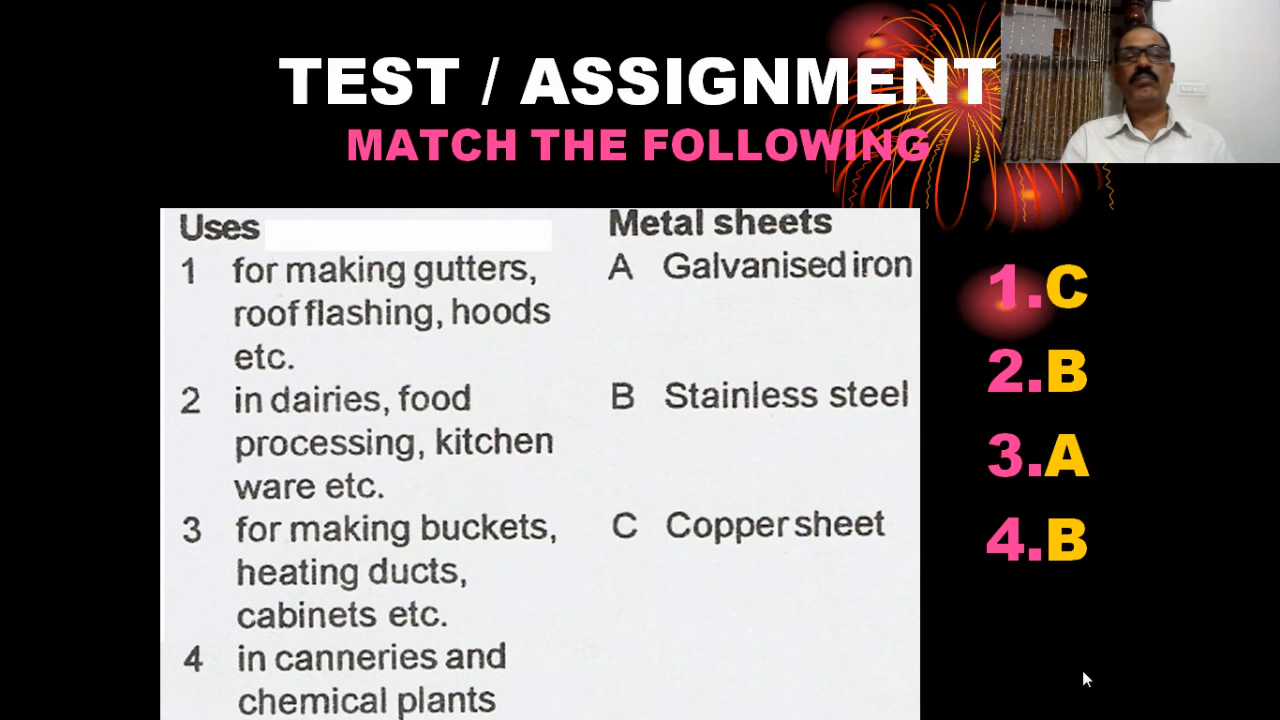 TEST / ASSIGNMENT
MATCH THE FOLLOWING
Uses Metal sheets
1 for making gutters, A Galvanised iron
roof flashing, hoods
etc.
2 in dairies, food B Stainless steel
processing, kitchen
ware etc.
3 for making buckets, C Copper sheet
heating ducts,
cabinets etc.
4 in canneries and
chemical plants
1.C
2.B
3.A
4.B